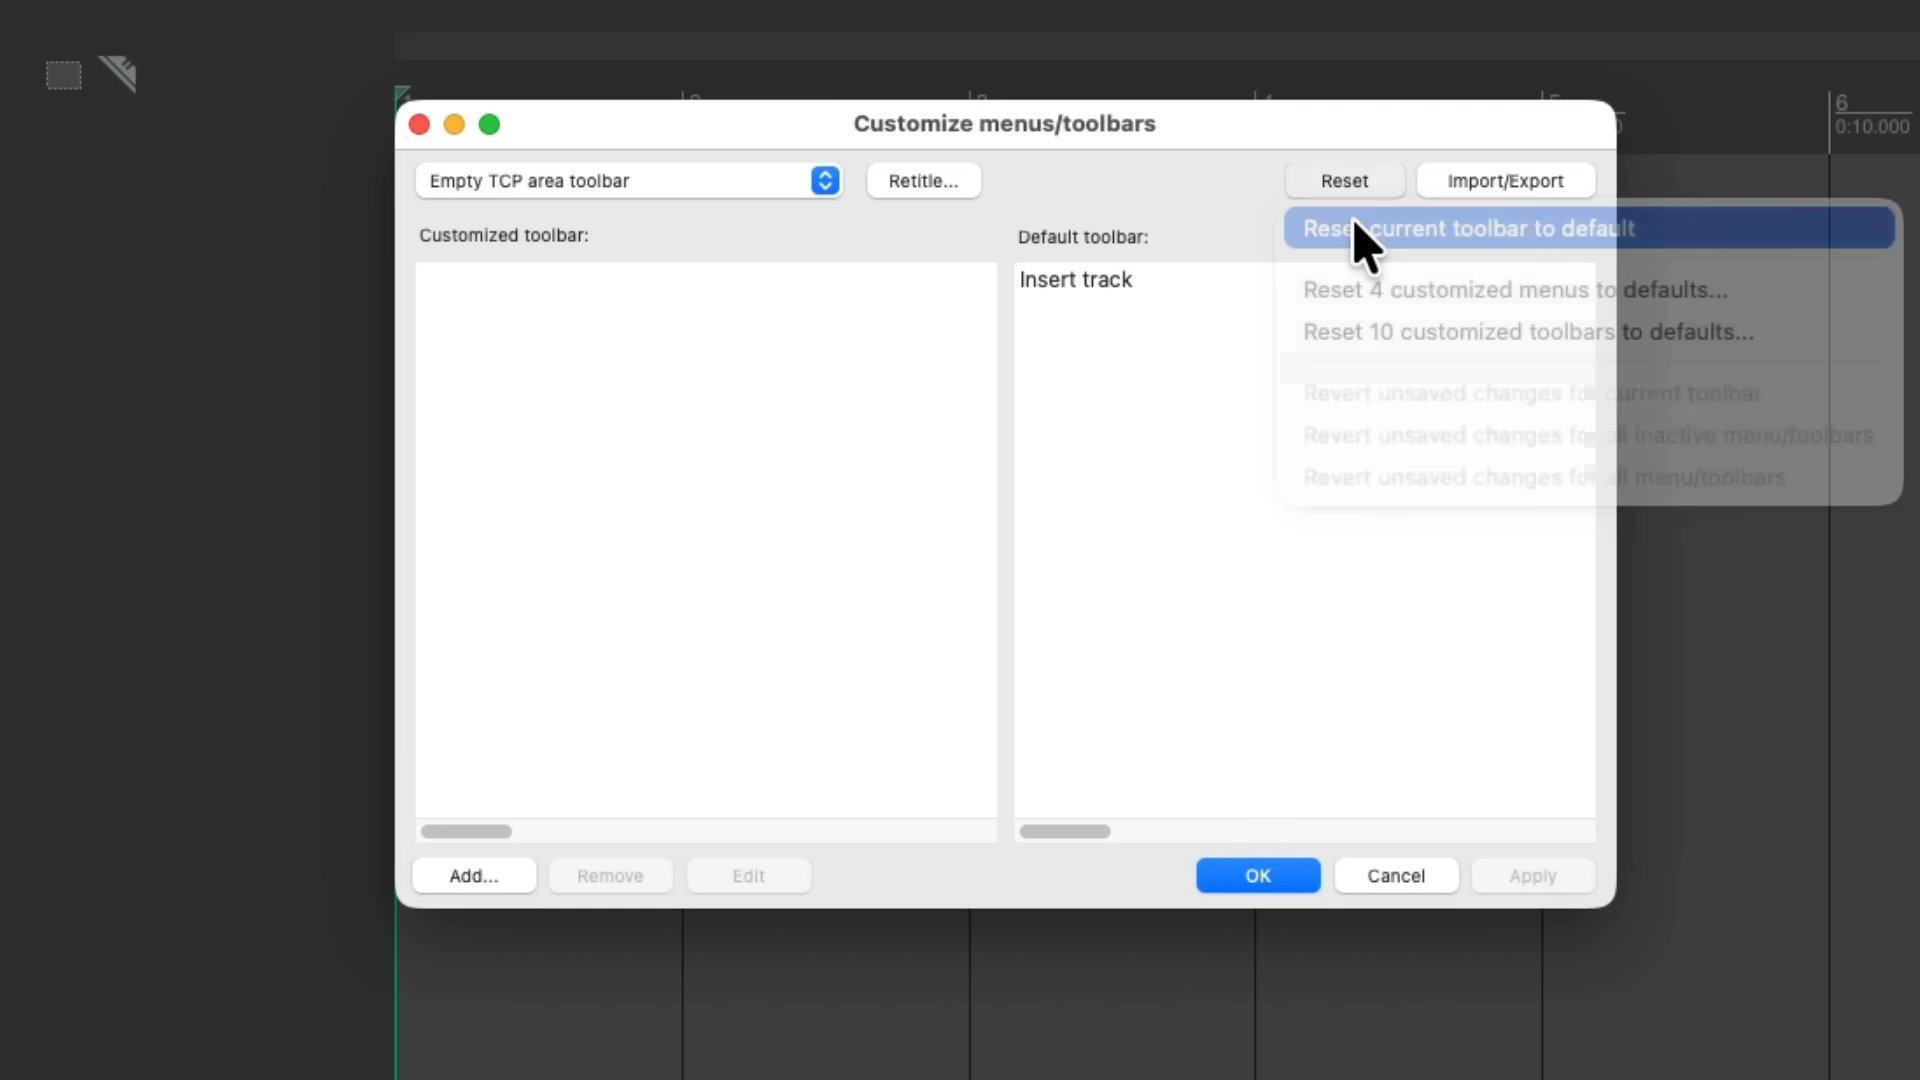 Customize menus/toolbars
6
0:10.000
Empty TCP area toolbar
Retitle...
Reset
Import/Export
Customized toolbar:
Default toolbar:
Reset current toolbar to default
Insert track
Reset 4 customized menus to defaults...
Reset 10 customized toolbars to defaults...
Revert unsaved changes for current toolbar
Revert unsaved changes for all inactive menu/toolbars
Revert unsaved changes for all menu/toolbars
Add...
Remove
Edit
OK
Cancel
Apply